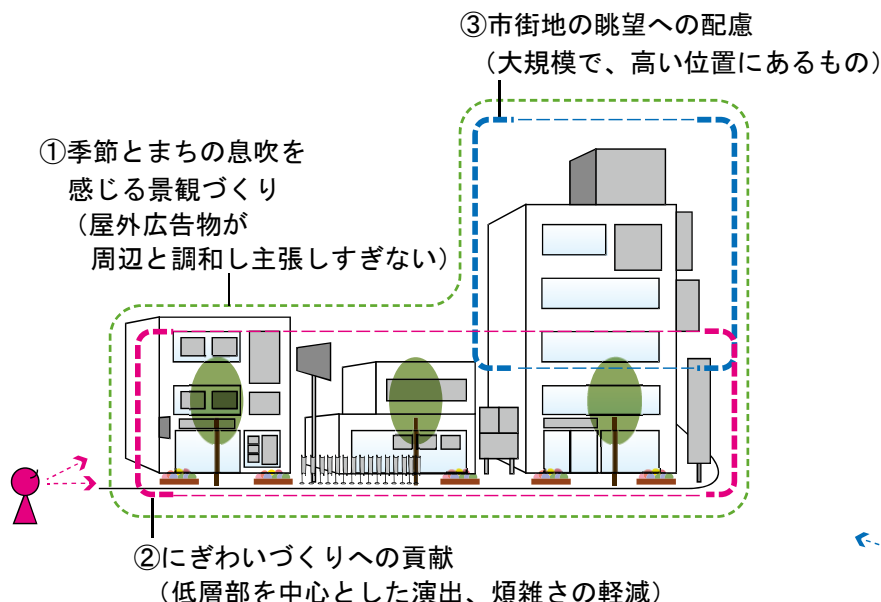 ③市街地の眺望への配慮
（大規模で、高い位置にあるもの）
①季節とまちの息吹を
感じる景観づくり
（屋外広告物が
周辺と調和し主張しすぎない）
②にぎわいづくりへの貢献
（低層部を中心とした演出、煩雑さの軽減）